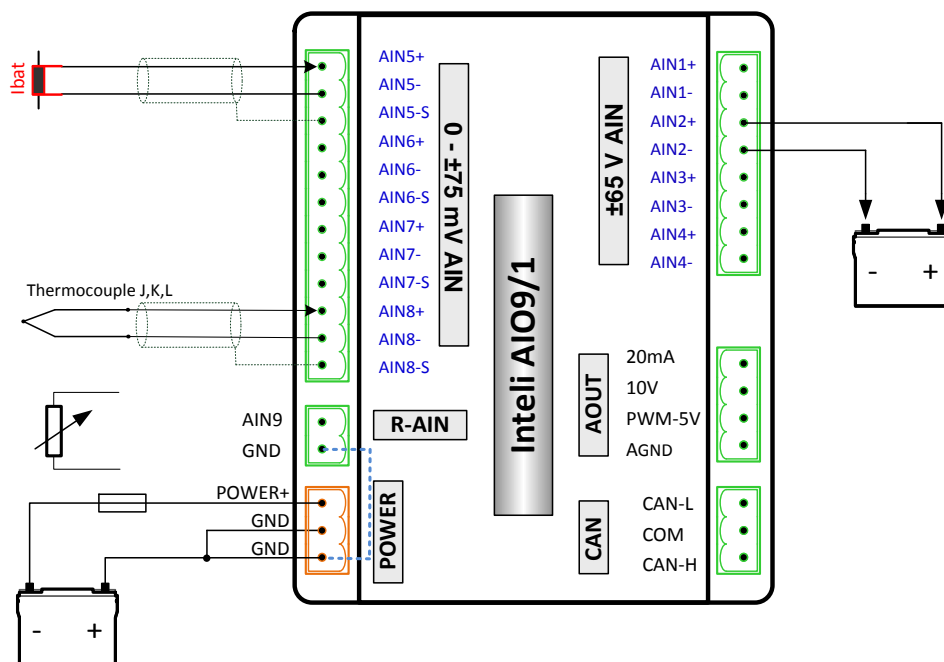 Ibat
AIN5+
AIN5-
AIN5-S
AIN6+
AIN6-
AIN6-S
AIN7+
AIN7-
AIN7-S
AIN8+
AIN8-
AIN8-S
0 - ±75 mV AIN
Thermocouple J,K,L
AIN9
GND
R-AIN
POWER+
GND
GND
POWER
- +
Inteli AIO9/1
±65 V AIN
AIN1+
AIN1-
AIN2+
AIN2-
AIN3+
AIN3-
AIN4+
AIN4-
- +
AOUT
20mA
10V
PWM-5V
AGND
CAN
CAN-L
COM
CAN-H